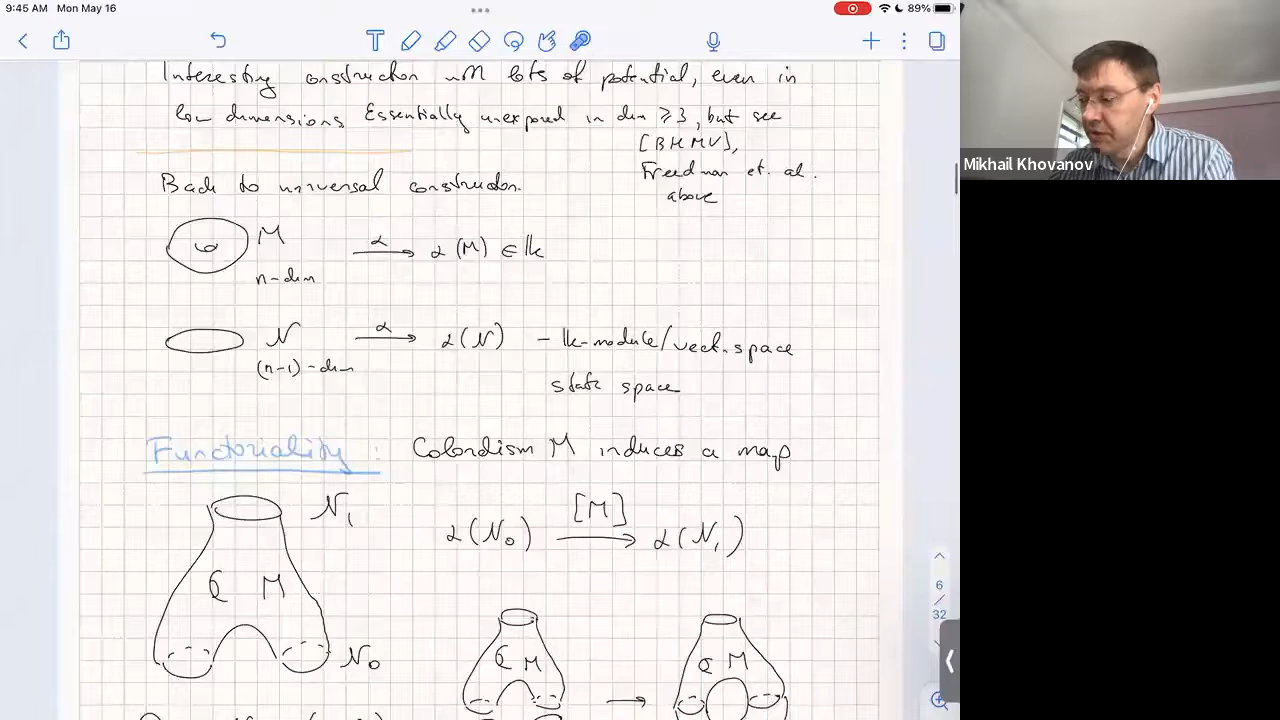 9:45 AM Mon May 16
89%
Interesting construction with lots of potential, even in
low dimensions Essentially unexpored in dim ≥ 3, but see
[BHMV],
Freedman et. al.
above
Back to universal construction.
M
n-dim
α
α(M) ∈ 𝕜
N
(n-1)-dim
α
α(N) - 𝕜-module/vect. space
state space
Functoriality : Cobordism M induces a map
N₁
[M]
α(N₀) → α(N₁)
M
N₀
M
M
6
/
32
Mikhail Khovanov